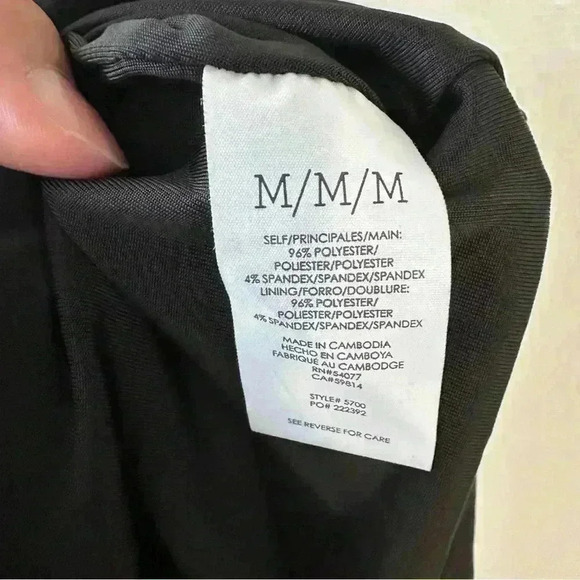 M/M/M
SELF/PRINCIPALES/MAIN:
96% POLYESTER/
POLIESTER/POLYESTER
4% SPANDEX/SPANDEX/SPANDEX
LINING/FORRO/DOUBLURE:
96% POLYESTER/
POLIESTER/POLYESTER
4% SPANDEX/SPANDEX/SPANDEX
MADE IN CAMBODIA
HECHO EN CAMBOYA
FABRIQUÉ AU CAMBODGE
RN#54077
CA#59814
STYLE# 5700
PO# 222392
SEE REVERSE FOR CARE